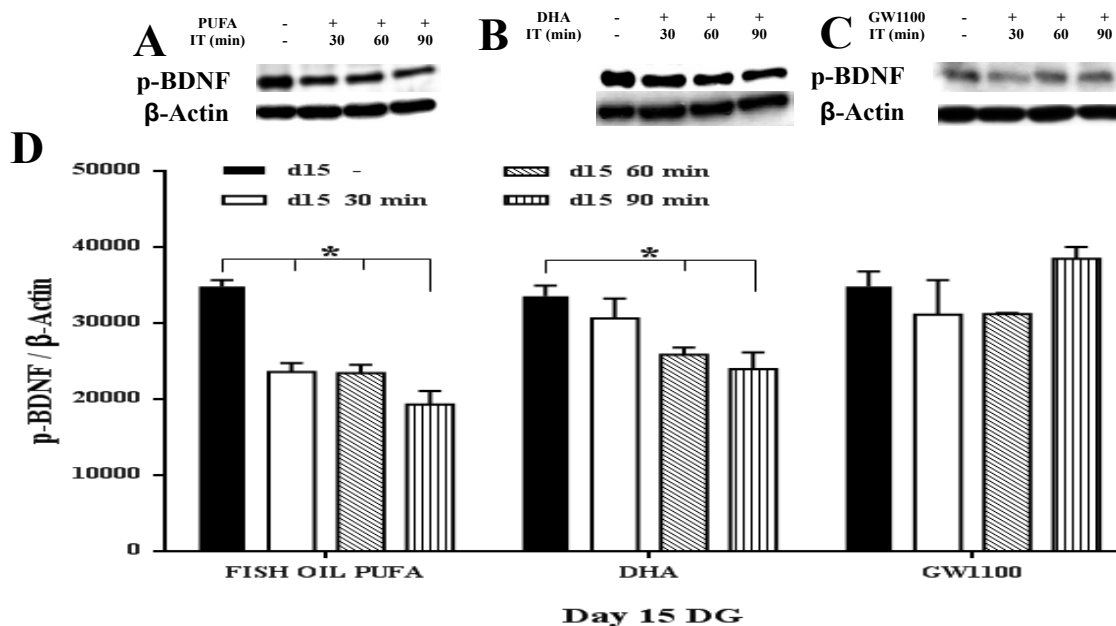 A
PUFA - + + +
IT (min) - 30 60 90
p-BDNF
β-Actin
B
DHA - + + +
IT (min) - 30 60 90
C
GW1100 - + + +
IT (min) - 30 60 90
p-BDNF
β-Actin
D
d15 -
d15 30 min
d15 60 min
d15 90 min
p-BDNF / β-Actin
50000
40000
30000
20000
10000
0
*
*
FISH OIL PUFA
DHA
GW1100
Day 15 DG